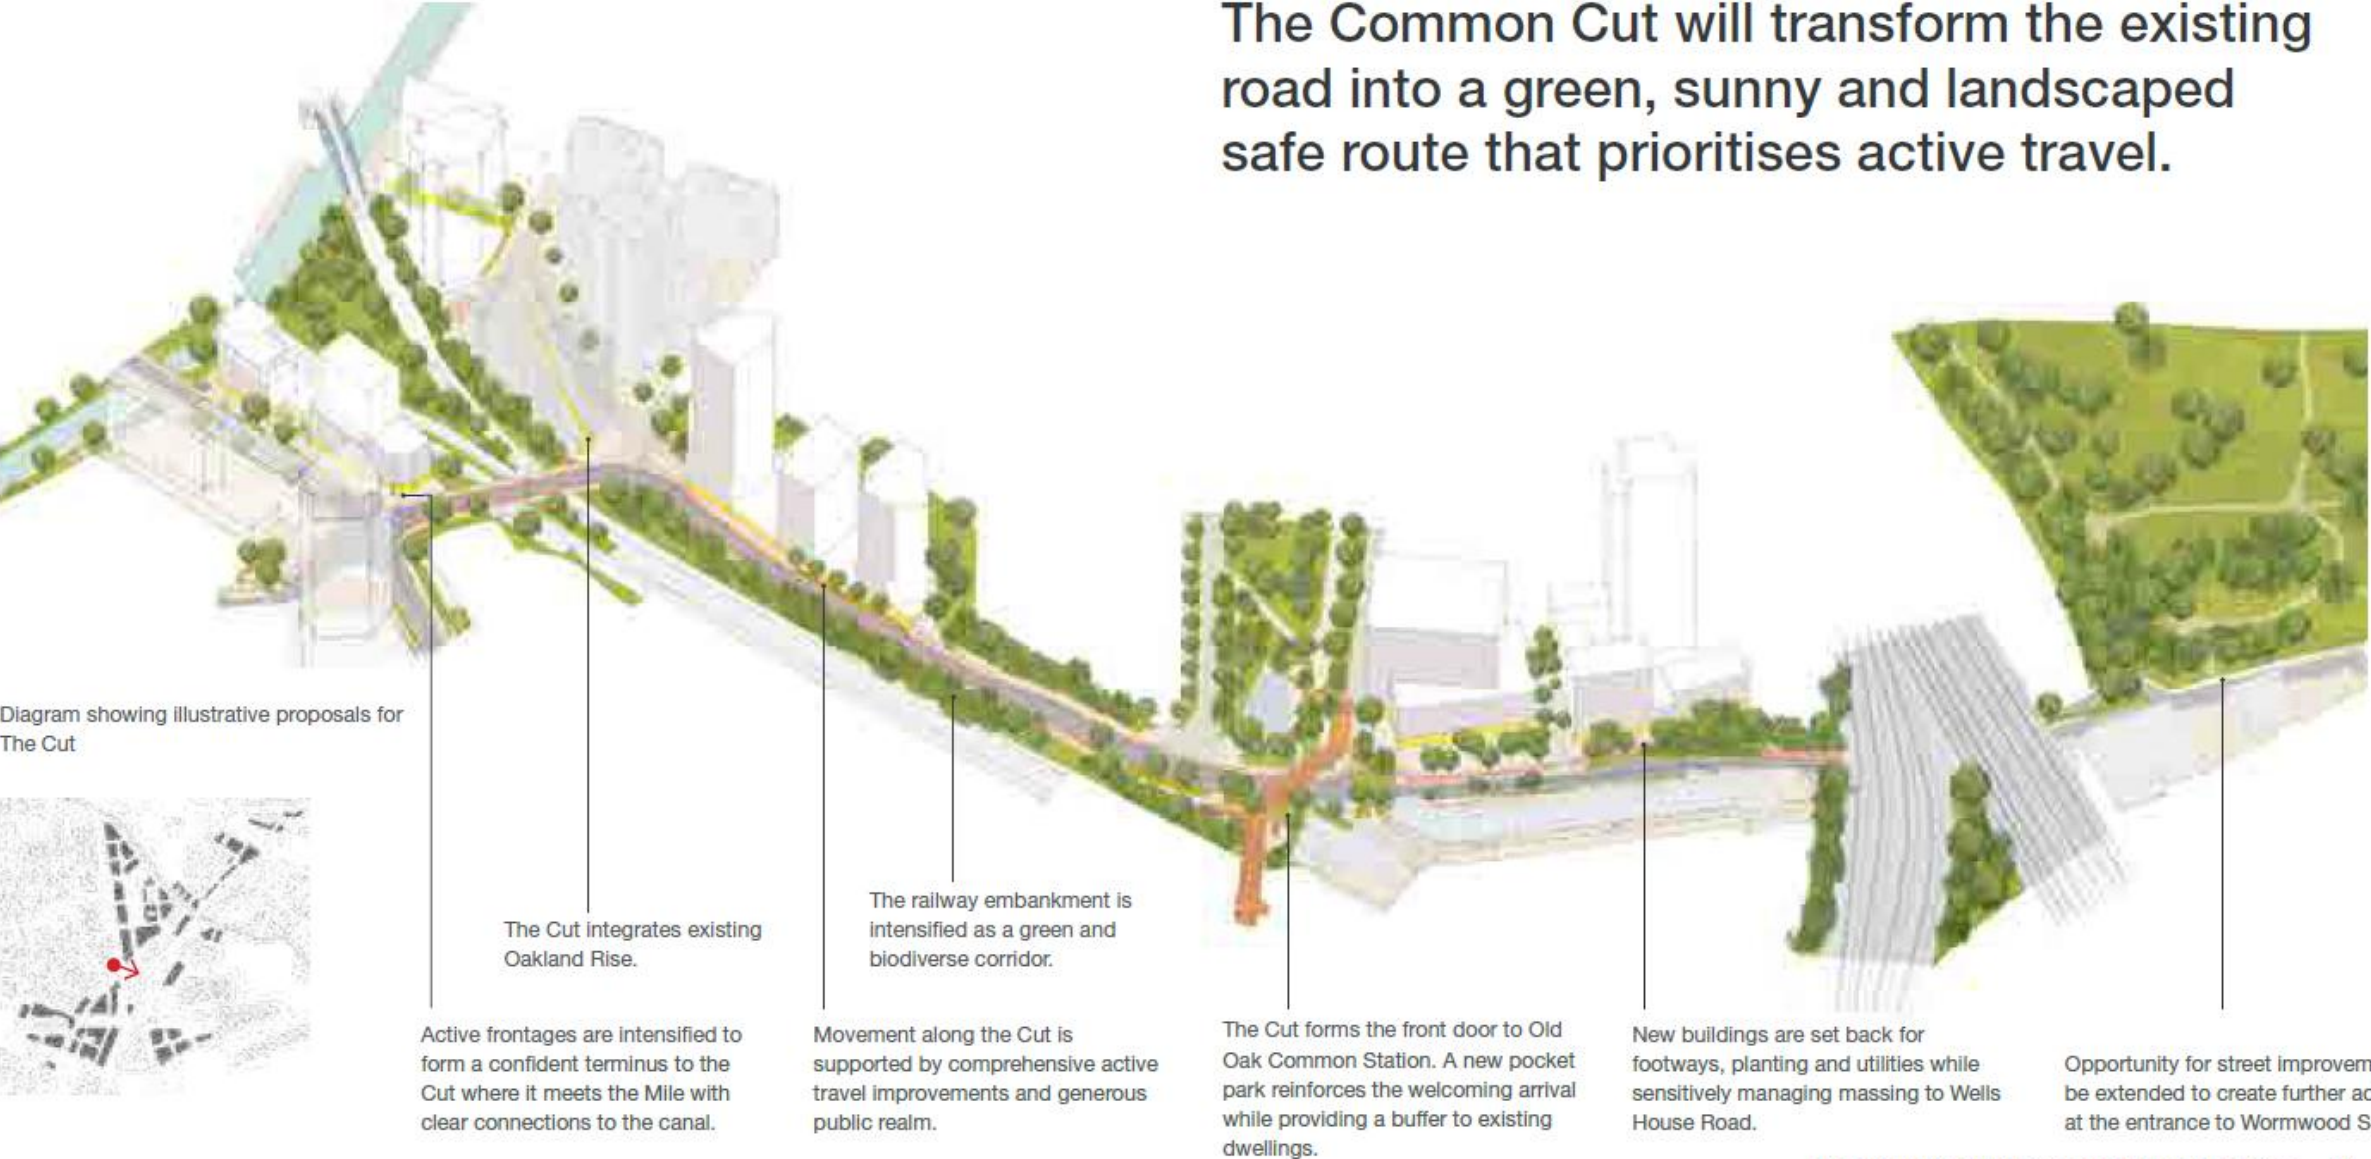 The Common Cut will transform the existing
road into a green, sunny and landscaped
safe route that prioritises active travel.
Diagram showing illustrative proposals for
The Cut
The Cut integrates existing
Oakland Rise.
The railway embankment is
intensified as a green and
biodiverse corridor.
Active frontages are intensified to
form a confident terminus to the
Cut where it meets the Mile with
clear connections to the canal.
Movement along the Cut is
supported by comprehensive active
travel improvements and generous
public realm.
The Cut forms the front door to Old
Oak Common Station. A new pocket
park reinforces the welcoming arrival
while providing a buffer to existing
dwellings.
New buildings are set back for
footways, planting and utilities while
sensitively managing massing to Wells
House Road.
Opportunity for street improvem
be extended to create further ac
at the entrance to Wormwood S